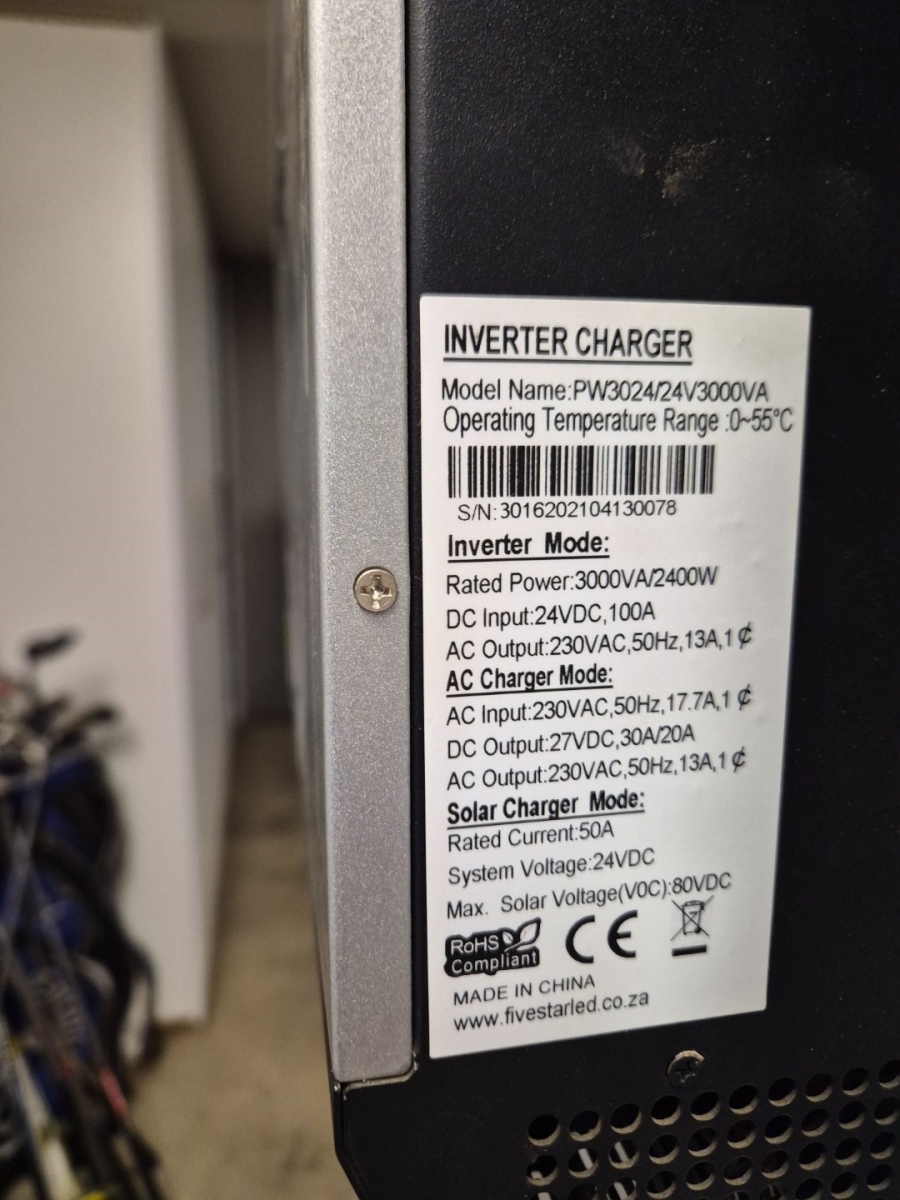 INVERTER CHARGER
Model Name:PW3024/24V3000VA
Operating Temperature Range :0~55°C
S/N:3016202104130078
Inverter Mode:
Rated Power:3000VA/2400W
DC Input:24VDC,100A
AC Output:230VAC,50Hz,13A,1 ¢
AC Charger Mode:
AC Input:230VAC,50Hz,17.7A,1 ¢
DC Output:27VDC,30A/20A
AC Output:230VAC,50Hz,13A,1 ¢
Solar Charger Mode:
Rated Current:50A
System Voltage:24VDC
Max. Solar Voltage(V0C):80VDC
RoHS
Compliant
CE
MADE IN CHINA
www.fivestarled.co.za